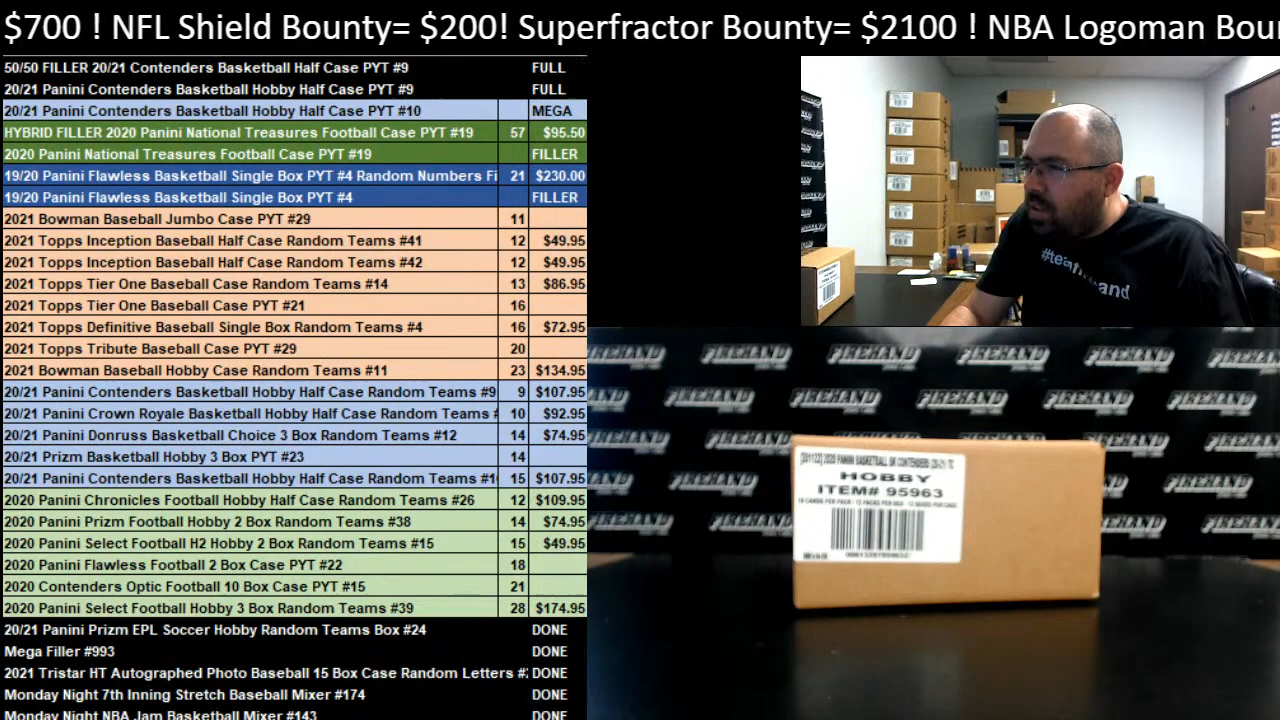 $700 ! NFL Shield Bounty= $200! Superfractor Bounty= $2100 ! NBA Logoman Bou
50/50 FILLER 20/21 Contenders Basketball Half Case PYT #9 FULL
20/21 Panini Contenders Basketball Hobby Half Case PYT #9 FULL
20/21 Panini Contenders Basketball Hobby Half Case PYT #10 MEGA
HYBRID FILLER 2020 Panini National Treasures Football Case PYT #19 57 $95.50
2020 Panini National Treasures Football Case PYT #19 FILLER
19/20 Panini Flawless Basketball Single Box PYT #4 Random Numbers Fi 21 $230.00
19/20 Panini Flawless Basketball Single Box PYT #4 FILLER
2021 Bowman Baseball Jumbo Case PYT #29 11
2021 Topps Inception Baseball Half Case Random Teams #41 12 $49.95
2021 Topps Inception Baseball Half Case Random Teams #42 12 $49.95
2021 Topps Tier One Baseball Case Random Teams #14 13 $86.95
2021 Topps Tier One Baseball Case PYT #21 16
2021 Topps Definitive Baseball Single Box Random Teams #4 16 $72.95
2021 Topps Tribute Baseball Case PYT #29 20
2021 Bowman Baseball Hobby Case Random Teams #11 23 $134.95
20/21 Panini Contenders Basketball Hobby Half Case Random Teams #9 9 $107.95
20/21 Panini Crown Royale Basketball Hobby Half Case Random Teams # 10 $92.95
20/21 Panini Donruss Basketball Choice 3 Box Random Teams #12 14 $74.95
20/21 Prizm Basketball Hobby 3 Box PYT #23 14
20/21 Panini Contenders Basketball Hobby Half Case Random Teams #1 15 $107.95
2020 Panini Chronicles Football Hobby Half Case Random Teams #26 12 $109.95
2020 Panini Prizm Football Hobby 2 Box Random Teams #38 14 $74.95
2020 Panini Select Football H2 Hobby 2 Box Random Teams #15 15 $49.95
2020 Panini Flawless Football 2 Box Case PYT #22 18
2020 Contenders Optic Football 10 Box Case PYT #15 21
2020 Panini Select Football Hobby 3 Box Random Teams #39 28 $174.95
20/21 Panini Prizm EPL Soccer Hobby Random Teams Box #24 DONE
Mega Filler #993 DONE
2021 Tristar HT Autographed Photo Baseball 15 Box Case Random Letters #: DONE
Monday Night 7th Inning Stretch Baseball Mixer #174 DONE
Monday Night NBA Jam Basketball Mixer #143 DONE
FIREHAND
[201122] 2020 PANINI BASKETBALL
HOBBY
ITEM# 95963